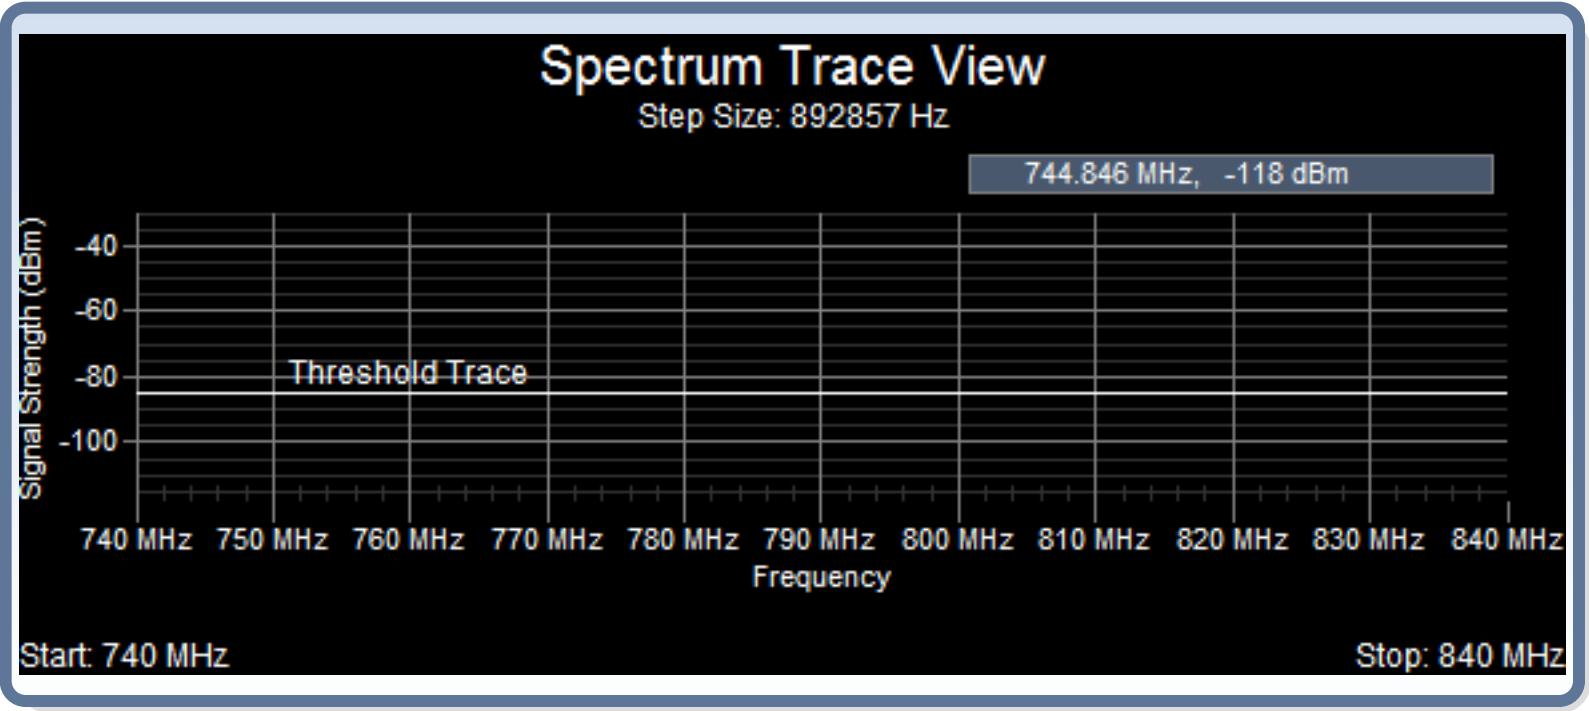 Spectrum Trace View
Step Size: 892857 Hz
744.846 MHz, -118 dBm
Signal Strength (dBm)
-40
-60
-80
-100
Threshold Trace
740 MHz 750 MHz 760 MHz 770 MHz 780 MHz 790 MHz 800 MHz 810 MHz 820 MHz 830 MHz 840 MHz
Frequency
Start: 740 MHz
Stop: 840 MHz